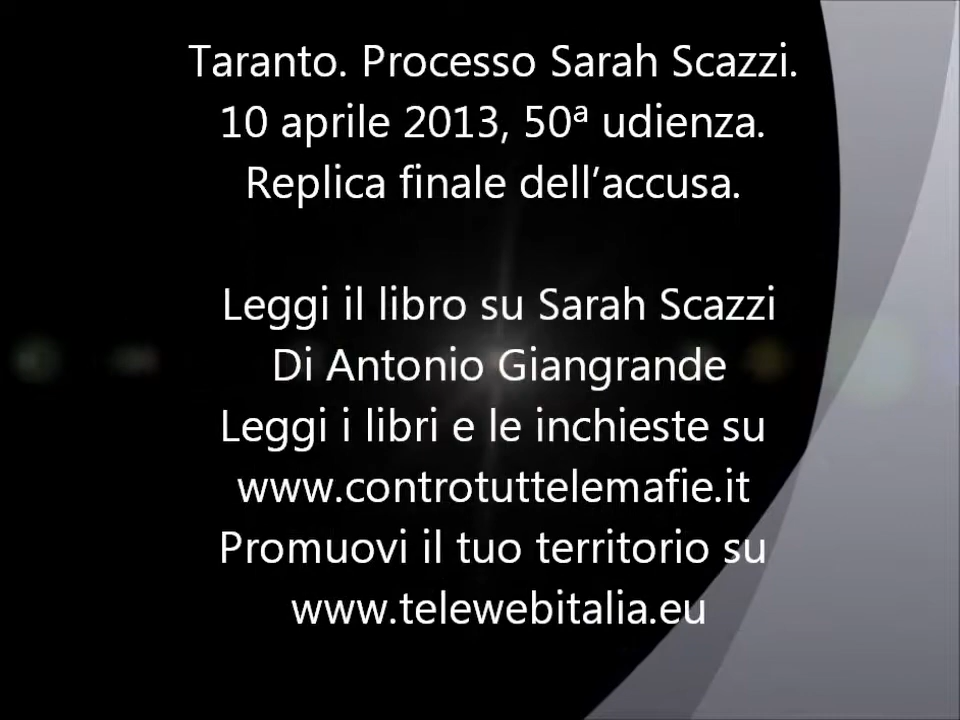 Taranto. Processo Sarah Scazzi.
10 aprile 2013, 50ª udienza.
Replica finale dell’accusa.
Leggi il libro su Sarah Scazzi
Di Antonio Giangrande
Leggi i libri e le inchieste su
www.controtuttelemafie.it
Promuovi il tuo territorio su
www.telewebitalia.eu